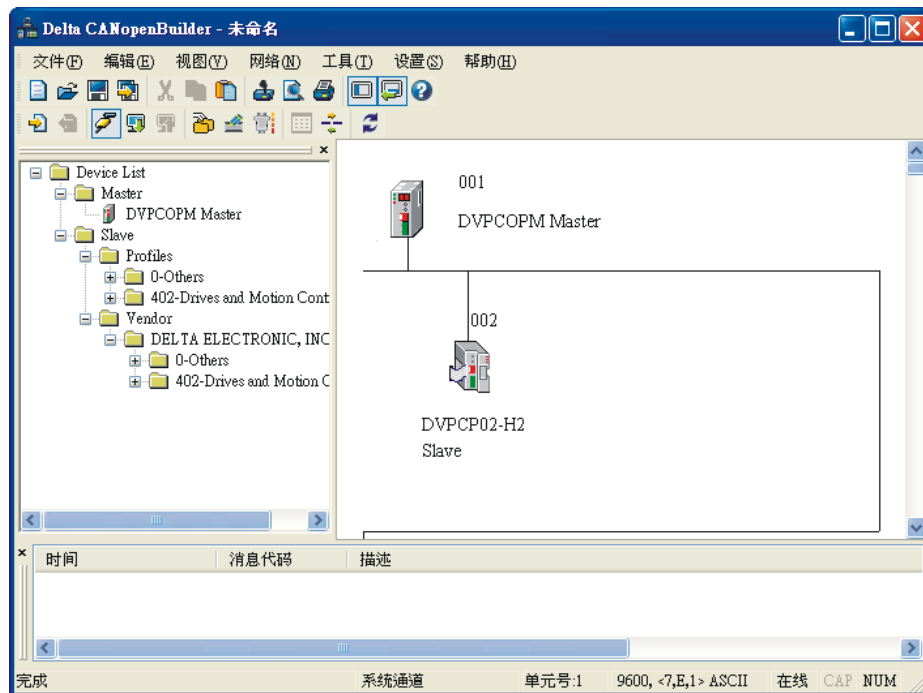 Delta CANopenBuilder - 未命名
文件(F) 编辑(E) 视图(V) 网络(N) 工具(T) 设置(S) 帮助(H)
Device List
Master
DVPCOPM Master
Slave
Profiles
0-Others
402-Drives and Motion Cont
Vendor
DELTA ELECTRONIC, INC
0-Others
402-Drives and Motion C
001
DVPCOPM Master
002
DVPCP02-H2
Slave
时间 消息代码 描述
完成 系统通道 单元号:1 9600, <7,E,1> ASCII 在线 CAP NUM